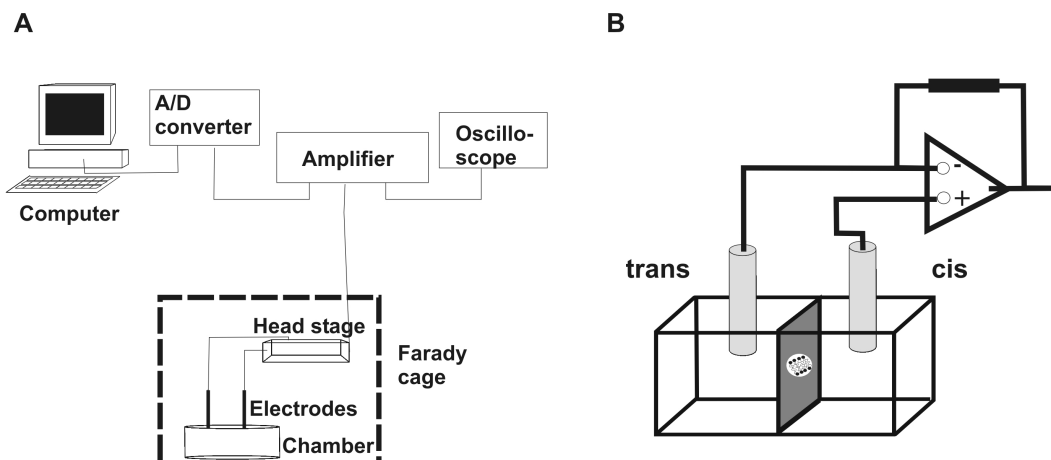 A
B
A/D
converter
Oscillo-
scope
Amplifier
Computer
-
+
trans
cis
Head stage
Farady
cage
Electrodes
Chamber